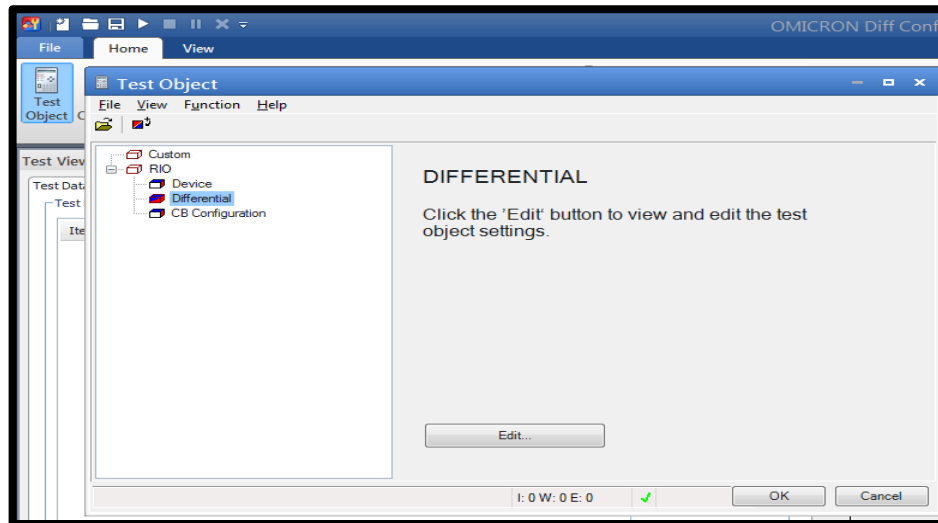 OMICRON Diff Conf
File Home View
Test Object
Test
Object
File View Function Help
Test View
Custom
RIO
Device
Differential
CB Configuration
Test Data
Test
Ite
DIFFERENTIAL
Click the 'Edit' button to view and edit the test
object settings.
Edit...
I: 0 W: 0 E: 0
OK Cancel